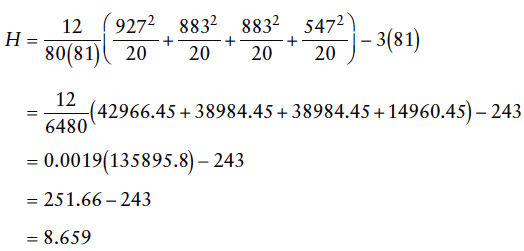 H = 12/80(81) (927²/20 + 883²/20 + 883²/20 + 547²/20) − 3(81)
= 12/6480 (42966.45 + 38984.45 + 38984.45 + 14960.45) − 243
= 0.0019(135895.8) − 243
= 251.66 − 243
= 8.659